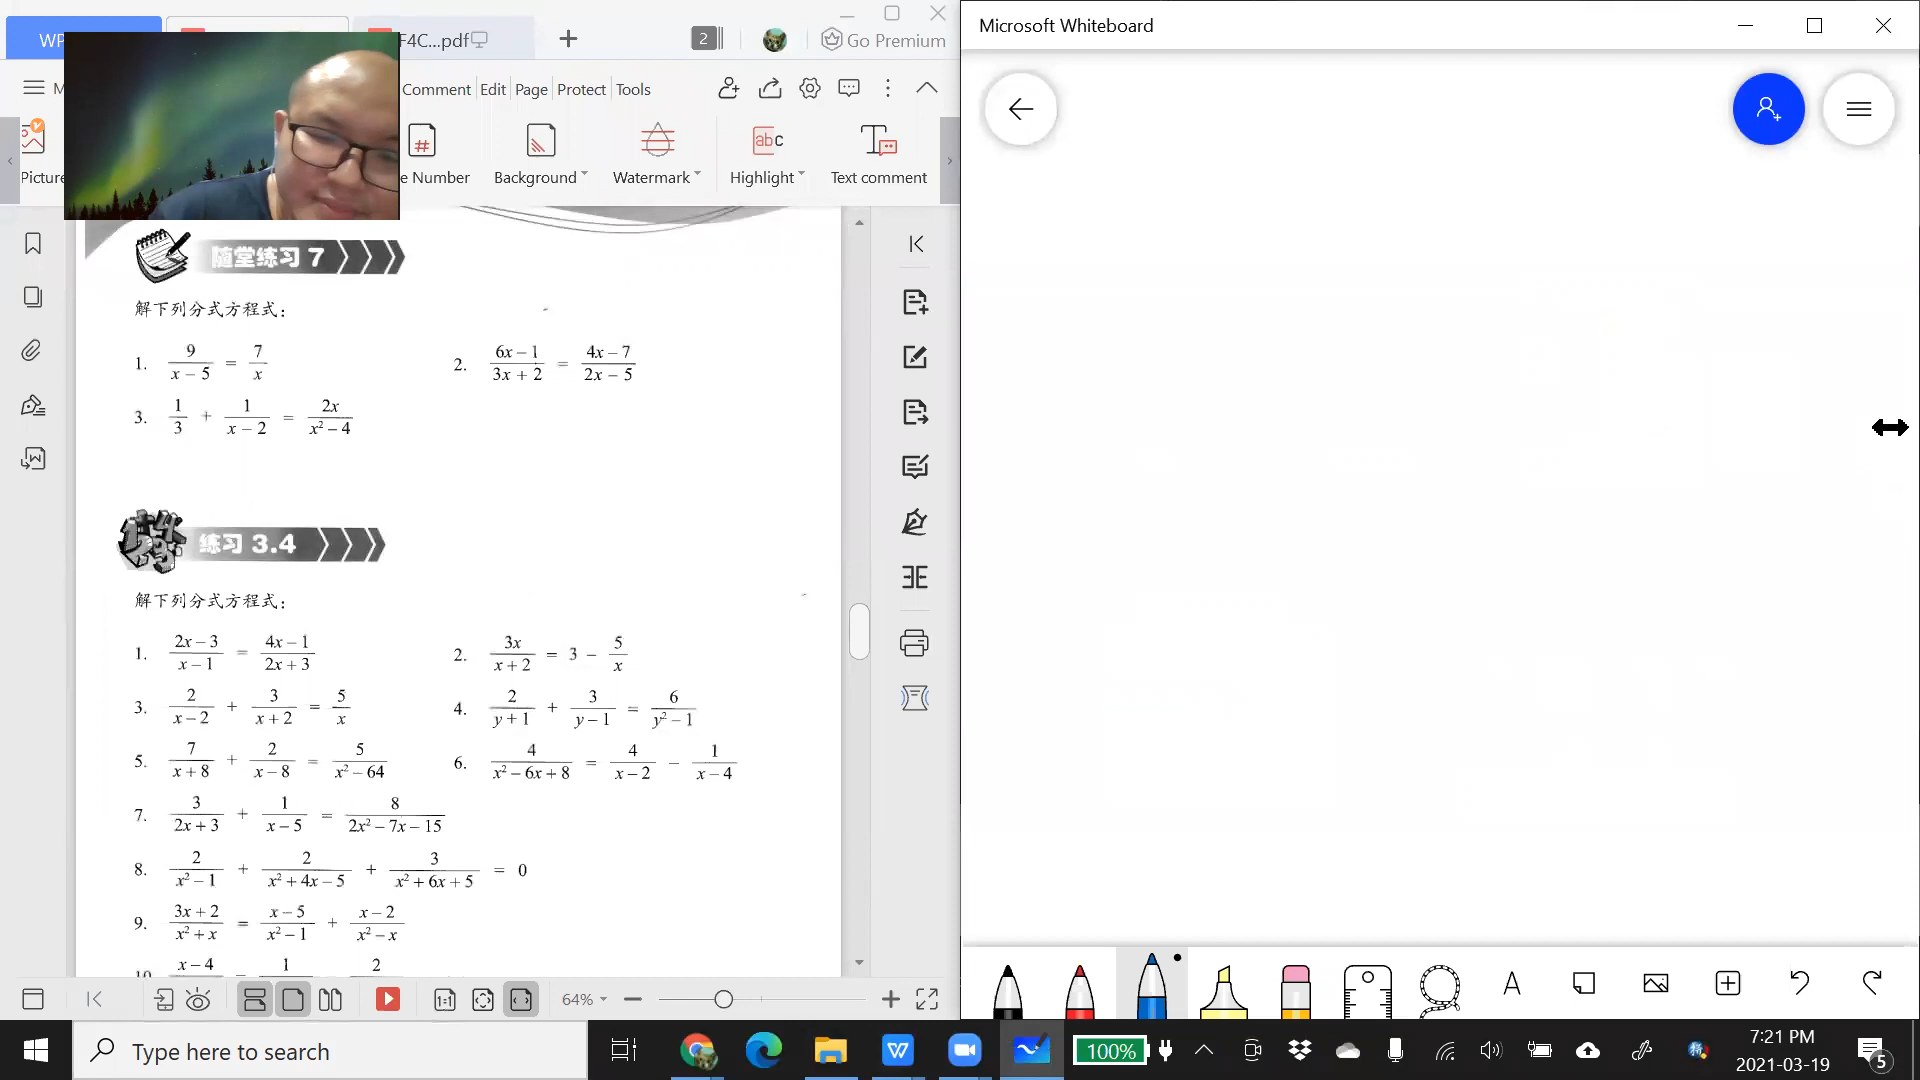 WP
F4C...pdf
2
Go Premium
Microsoft Whiteboard
Comment Edit Page Protect Tools
Picture
e Number
Background
Watermark
Highlight
Text comment
随堂练习 7
解下列分式方程式：
1. 9/(x − 5) = 7/x
2. (6x − 1)/(3x + 2) = (4x − 7)/(2x − 5)
3. 1/3 + 1/(x − 2) = 2x/(x² − 4)
练习 3.4
解下列分式方程式：
1. (2x − 3)/(x − 1) = (4x − 1)/(2x + 3)
2. 3x/(x + 2) = 3 − 5/x
3. 2/(x − 2) + 3/(x + 2) = 5/x
4. 2/(y + 1) + 3/(y − 1) = 6/(y² − 1)
5. 7/(x + 8) + 2/(x − 8) = 5/(x² − 64)
6. 4/(x² − 6x + 8) = 4/(x − 2) − 1/(x − 4)
7. 3/(2x + 3) + 1/(x − 5) = 8/(2x² − 7x − 15)
8. 2/(x² − 1) + 2/(x² + 4x − 5) + 3/(x² + 6x + 5) = 0
9. (3x + 2)/(x² + x) = (x − 5)/(x² − 1) + (x − 2)/(x² − x)
10. x − 4 = 1 2
64%
Type here to search
100%
7:21 PM
2021-03-19
5